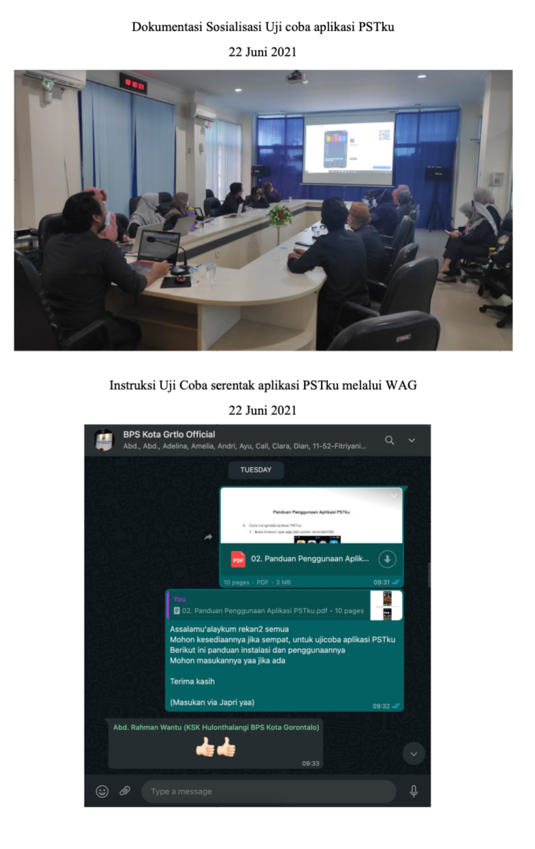 Dokumentasi Sosialisasi Uji coba aplikasi PSTku
22 Juni 2021
Instruksi Uji Coba serentak aplikasi PSTku melalui WAG
22 Juni 2021
BPS Kota Grtlo Official
Abd., Abd., Adelina, Amelia, Andri, Ayu, Call, Clara, Dian, 11-52-Fitriyani...
TUESDAY
Panduan Penggunaan Aplikasi PSTku
PDF
02. Panduan Penggunaan Aplik...
10 pages • PDF • 3 MB
09:31
You
02. Panduan Penggunaan Aplikasi PSTku.pdf • 10 pages
Assalamu'alaykum rekan2 semua
Mohon kesediaannya jika sempat, untuk ujicoba aplikasi PSTku
Berikut ini panduan instalasi dan penggunaannya
Mohon masukannya yaa jika ada
Terima kasih
(Masukan via Japri yaa)
09:32
Abd. Rahman Wantu (KSK Hulonthalangi BPS Kota Gorontalo)
👍🏻👍🏻
09:33
Type a message